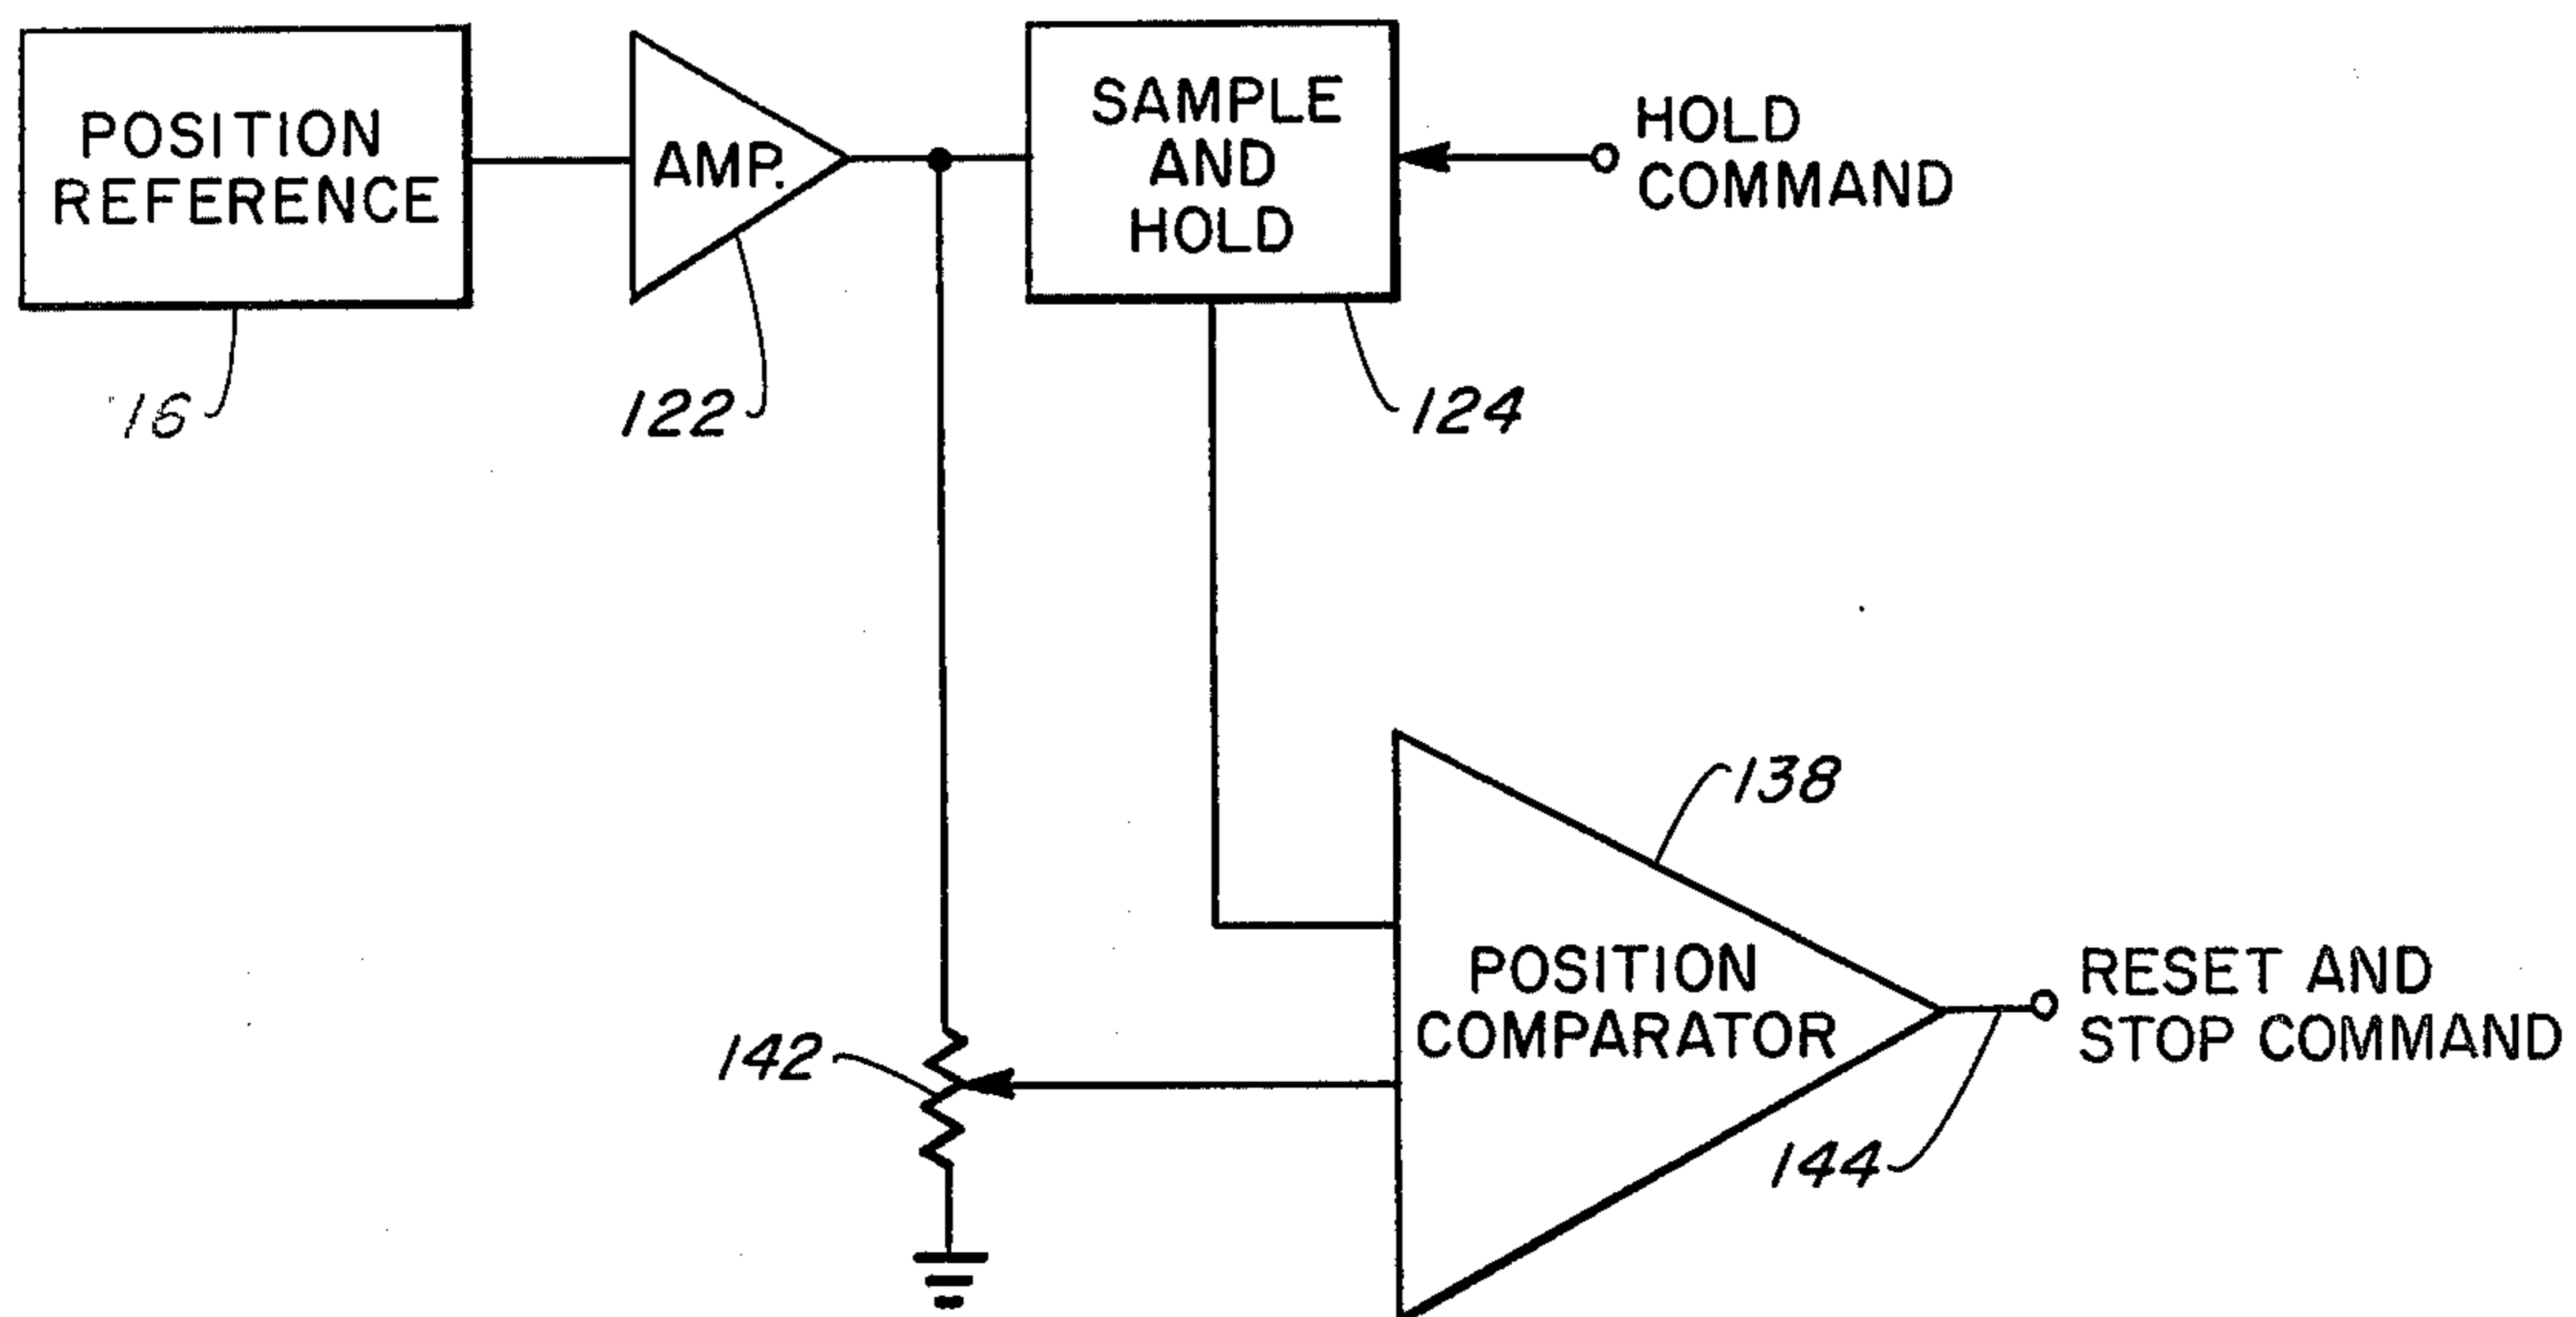 POSITION
REFERENCE
AMP.
SAMPLE
AND
HOLD
HOLD
COMMAND
16
122
124
138
POSITION
COMPARATOR
RESET AND
STOP COMMAND
142
144